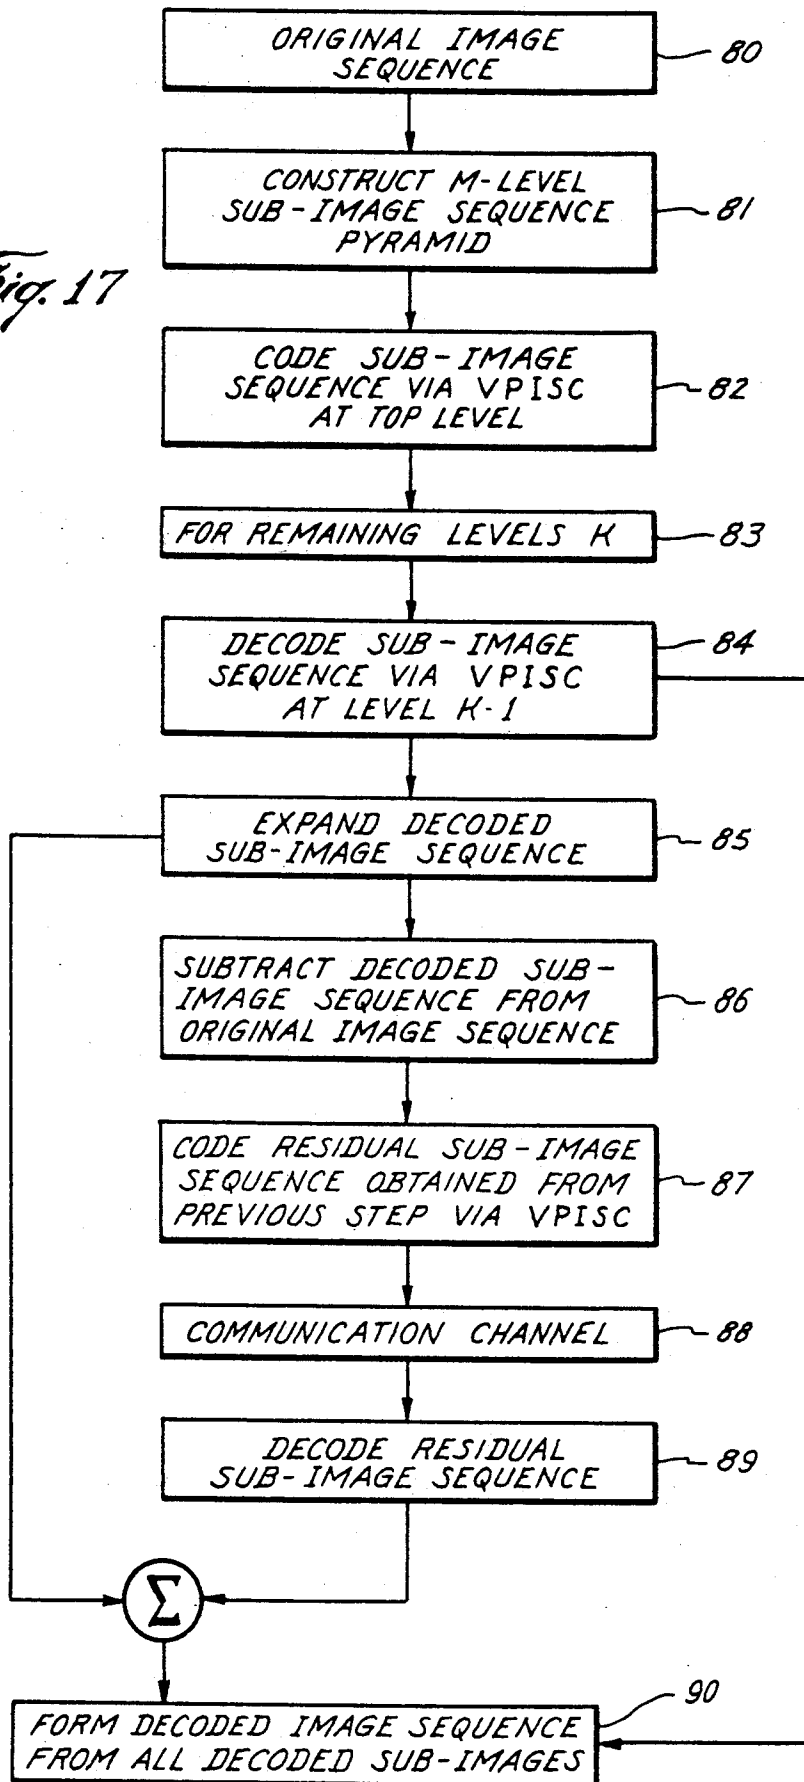 ORIGINAL IMAGE
SEQUENCE
80
CONSTRUCT M-LEVEL
SUB-IMAGE SEQUENCE
PYRAMID
81
Fig. 17
CODE SUB-IMAGE
SEQUENCE VIA VPISC
AT TOP LEVEL
82
FOR REMAINING LEVELS K
83
DECODE SUB-IMAGE
SEQUENCE VIA VPISC
AT LEVEL K-1
84
EXPAND DECODED
SUB-IMAGE SEQUENCE
85
SUBTRACT DECODED SUB-
IMAGE SEQUENCE FROM
ORIGINAL IMAGE SEQUENCE
86
CODE RESIDUAL SUB-IMAGE
SEQUENCE OBTAINED FROM
PREVIOUS STEP VIA VPISC
87
COMMUNICATION CHANNEL
88
DECODE RESIDUAL
SUB-IMAGE SEQUENCE
89
Σ
90
FORM DECODED IMAGE SEQUENCE
FROM ALL DECODED SUB-IMAGES